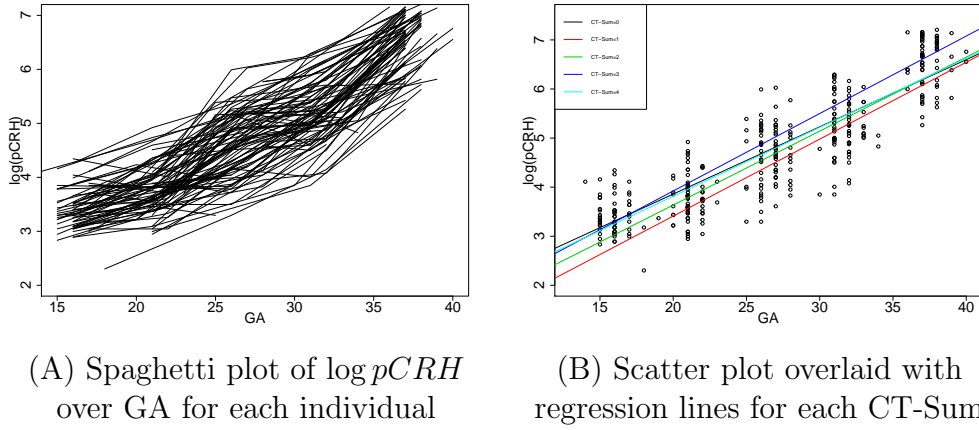 7
6
5
4
3
2
log(pCRH)
15 20 25 30 35 40
GA
CT-Sum=0
CT-Sum=1
CT-Sum=2
CT-Sum=3
CT-Sum=4
7
6
5
4
3
2
log(pCRH)
15 20 25 30 35 40
GA
(A) Spaghetti plot of log pCRH
over GA for each individual
(B) Scatter plot overlaid with
regression lines for each CT-Sum